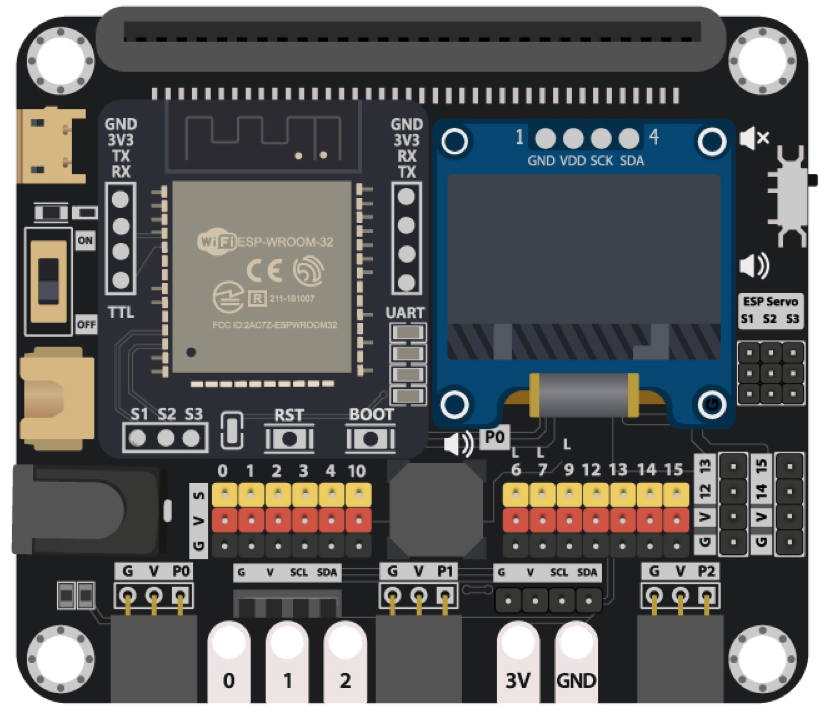 GND
3V3
TX
RX
TTL
ON
OFF
WiFi ESP-WROOM-32
CE
R 211-161007
FCC ID:2AC7Z-ESPWROOM32
GND
3V3
RX
TX
UART
1 4
GND VDD SCK SDA
ESP Servo
S1 S2 S3
S1 S2 S3
RST
BOOT
P0
L L L
0 1 2 3 4 10
S
V
G
6 7 9 12 13 14 15
13
12
V
G
15
14
V
G
G V P0
G V SCL SDA
G V P1
G V SCL SDA
G V P2
0 1 2 3V GND